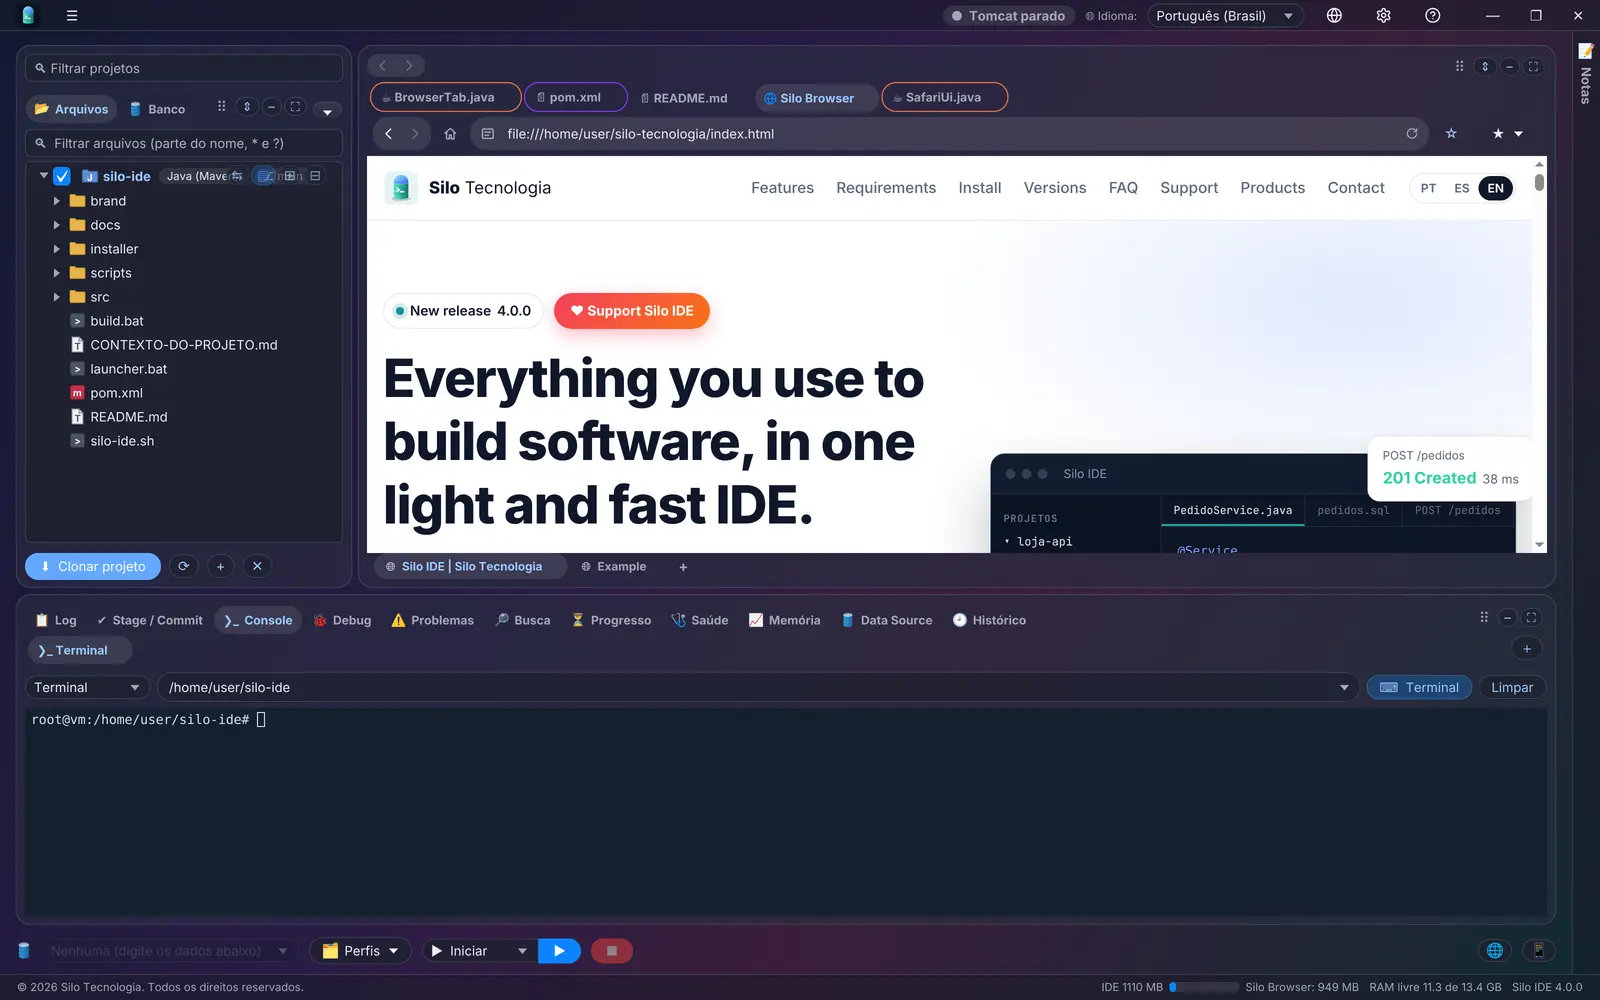 Tomcat parado
Idioma:
Português (Brasil)
Filtrar projetos
Arquivos
Banco
Filtrar arquivos (parte do nome, * e ?)
silo-ide
Java (Mave
main
brand
docs
installer
scripts
src
build.bat
CONTEXTO-DO-PROJETO.md
launcher.bat
pom.xml
README.md
silo-ide.sh
Clonar projeto
BrowserTab.java
pom.xml
README.md
Silo Browser
SafariUi.java
file:///home/user/silo-tecnologia/index.html
Silo Tecnologia
Features
Requirements
Install
Versions
FAQ
Support
Products
Contact
PT
ES
EN
New release 4.0.0
Support Silo IDE
Everything you use to
build software, in one
light and fast IDE.
Silo IDE
POST /pedidos
201 Created 38 ms
PROJETOS
loja-api
PedidoService.java
pedidos.sql
POST /pedidos
@Service
Silo IDE | Silo Tecnologia
Example
Notas
Log
Stage / Commit
Console
Debug
Problemas
Busca
Progresso
Saúde
Memória
Data Source
Histórico
Terminal
Terminal
/home/user/silo-ide
Terminal
Limpar
root@vm:/home/user/silo-ide#
Nenhuma (digite os dados abaixo)
Perfis
Iniciar
© 2026 Silo Tecnologia. Todos os direitos reservados.
IDE 1110 MB
Silo Browser: 949 MB
RAM livre 11.3 de 13.4 GB
Silo IDE 4.0.0